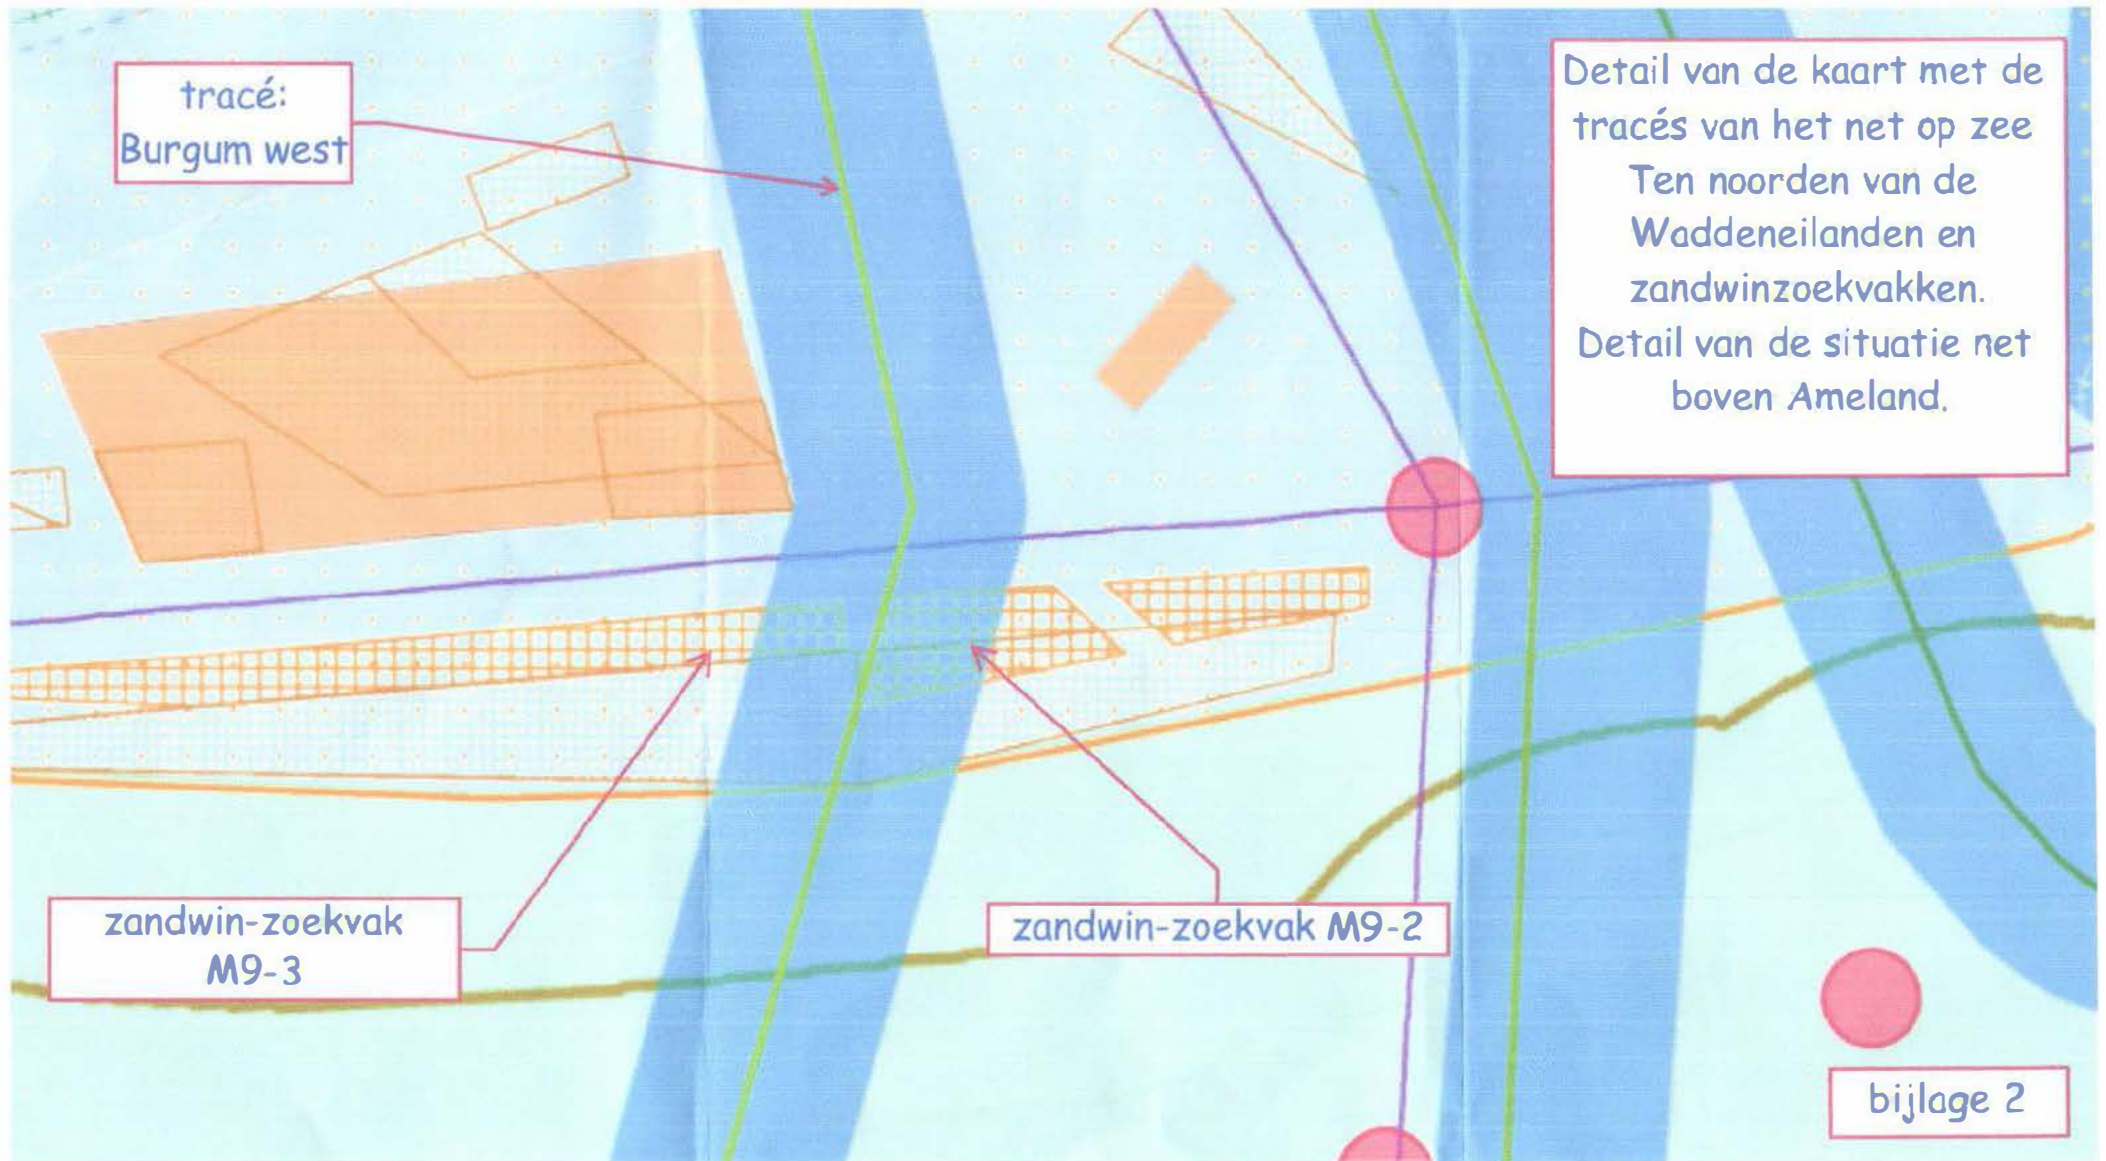 tracé:
Burgum west
Detail van de kaart met de
tracés van het net op zee
Ten noorden van de
Waddeneilanden en
zandwinzoekvakken.
Detail van de situatie net
boven Ameland.
zandwin-zoekvak
M9-3
zandwin-zoekvak M9-2
bijlage 2